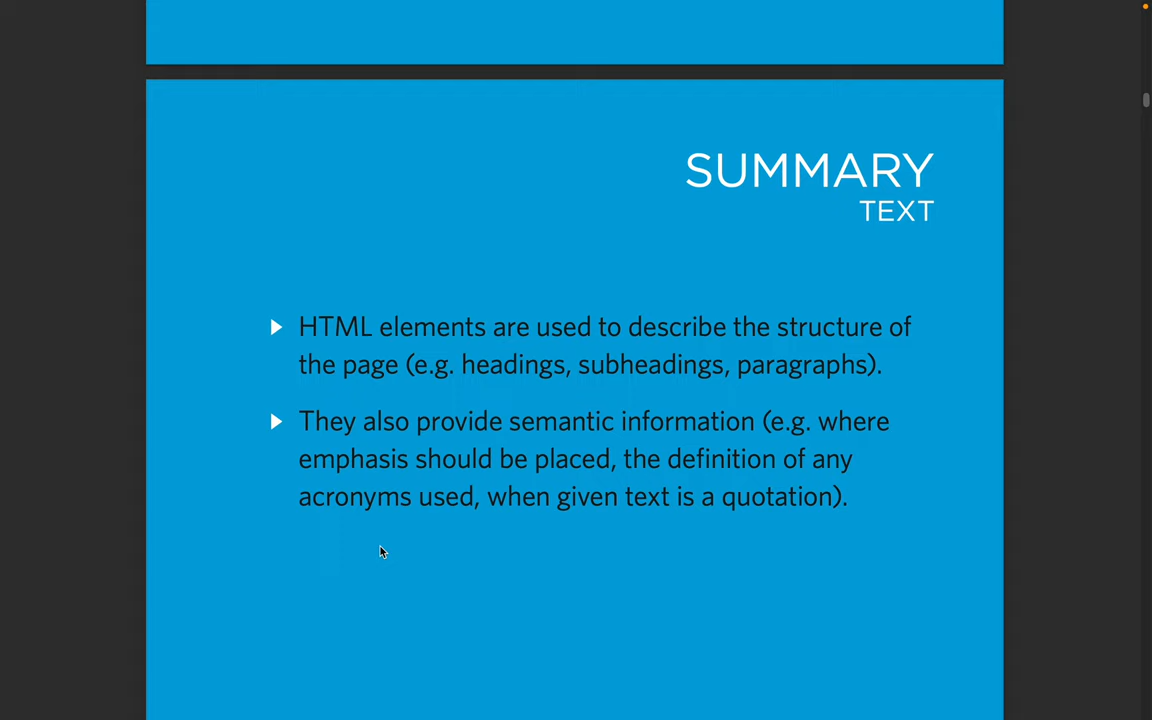 SUMMARY
TEXT
HTML elements are used to describe the structure of
the page (e.g. headings, subheadings, paragraphs).
They also provide semantic information (e.g. where
emphasis should be placed, the definition of any
acronyms used, when given text is a quotation).